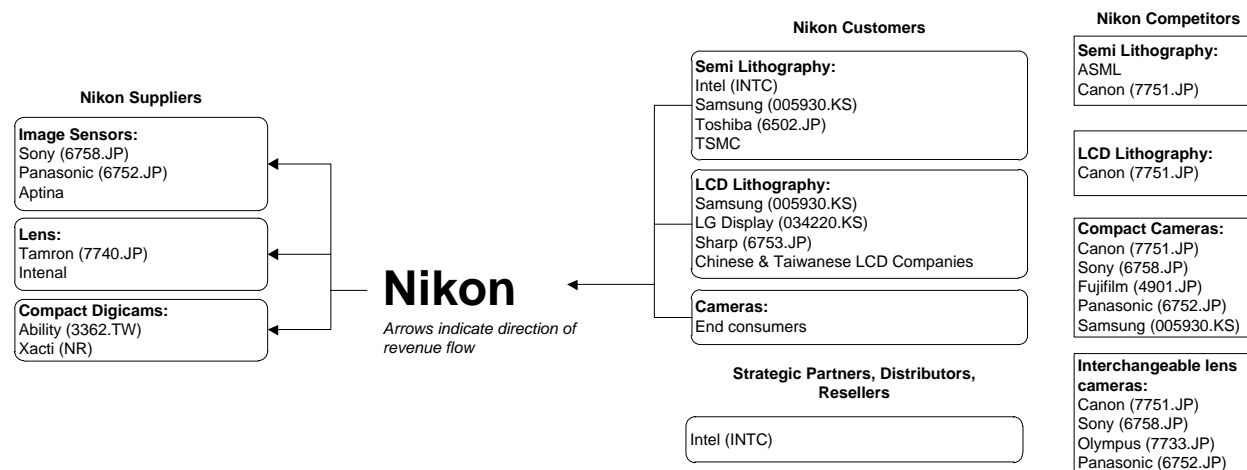 Nikon Suppliers
Image Sensors:
Sony (6758.JP)
Panasonic (6752.JP)
Aptina
Lens:
Tamron (7740.JP)
Intenal
Compact Digicams:
Ability (3362.TW)
Xacti (NR)
Nikon
Arrows indicate direction of
revenue flow
Nikon Customers
Semi Lithography:
Intel (INTC)
Samsung (005930.KS)
Toshiba (6502.JP)
TSMC
LCD Lithography:
Samsung (005930.KS)
LG Display (034220.KS)
Sharp (6753.JP)
Chinese & Taiwanese LCD Companies
Cameras:
End consumers
Strategic Partners, Distributors,
Resellers
Intel (INTC)
Nikon Competitors
Semi Lithography:
ASML
Canon (7751.JP)
LCD Lithography:
Canon (7751.JP)
Compact Cameras:
Canon (7751.JP)
Sony (6758.JP)
Fujifilm (4901.JP)
Panasonic (6752.JP)
Samsung (005930.KS)
Interchangeable lens
cameras:
Canon (7751.JP)
Sony (6758.JP)
Olympus (7733.JP)
Panasonic (6752.JP)